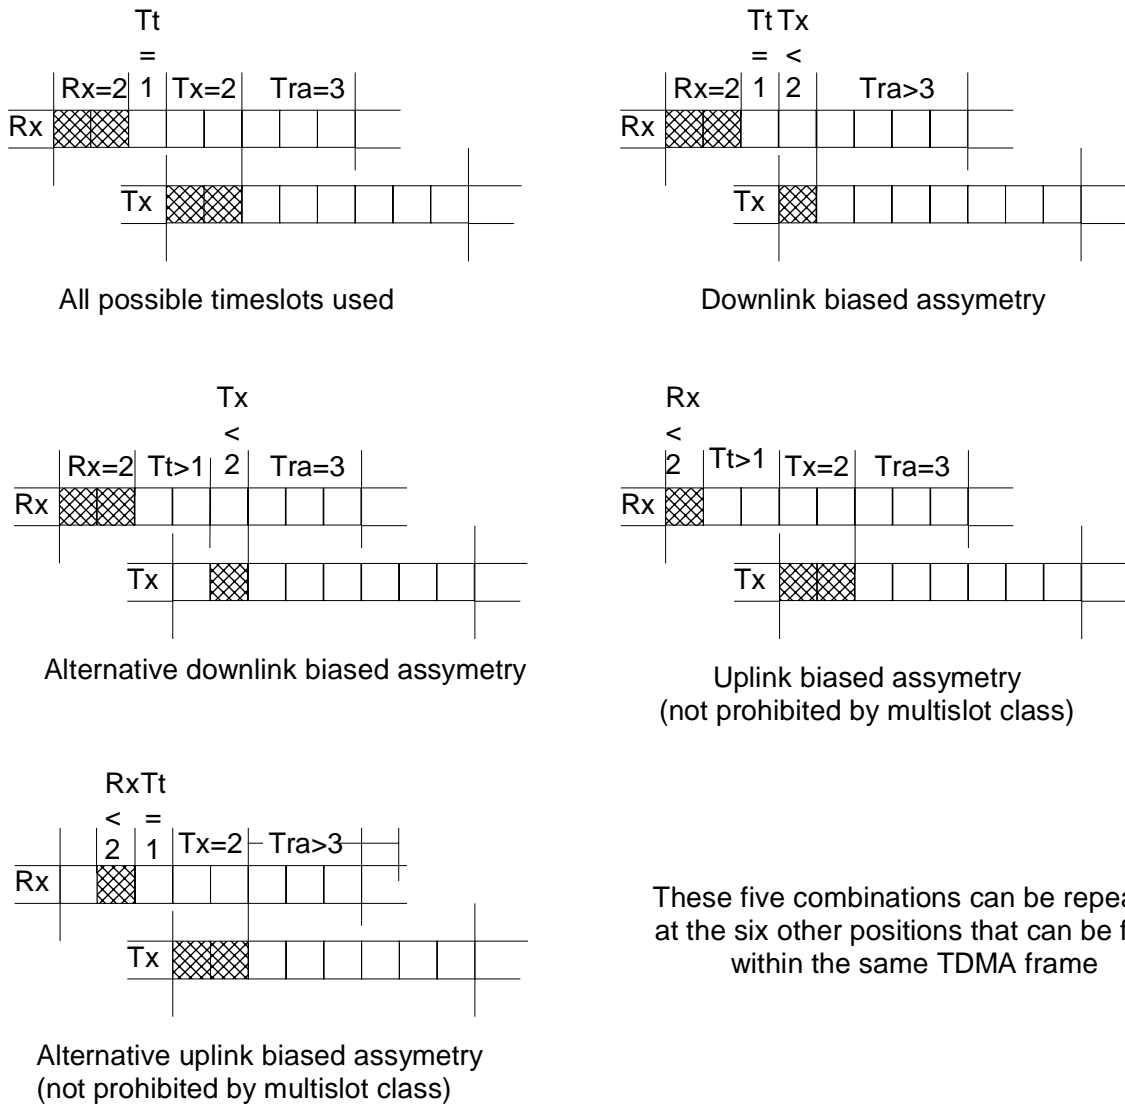 Tt
=
Rx=2 1 Tx=2 Tra=3
Rx
Tx
All possible timeslots used
Tt Tx
= <
Rx=2 1 2 Tra>3
Rx
Tx
Downlink biased assymetry
Tx
<
Rx=2 Tt>1 2 Tra=3
Rx
Tx
Alternative downlink biased assymetry
Rx
<
2 Tt>1 Tx=2 Tra=3
Rx
Tx
Uplink biased assymetry
(not prohibited by multislot class)
RxTt
< =
2 1 Tx=2 Tra>3
Rx
Tx
Alternative uplink biased assymetry
(not prohibited by multislot class)
These five combinations can be
at the six other positions that can be
within the same TDMA frame